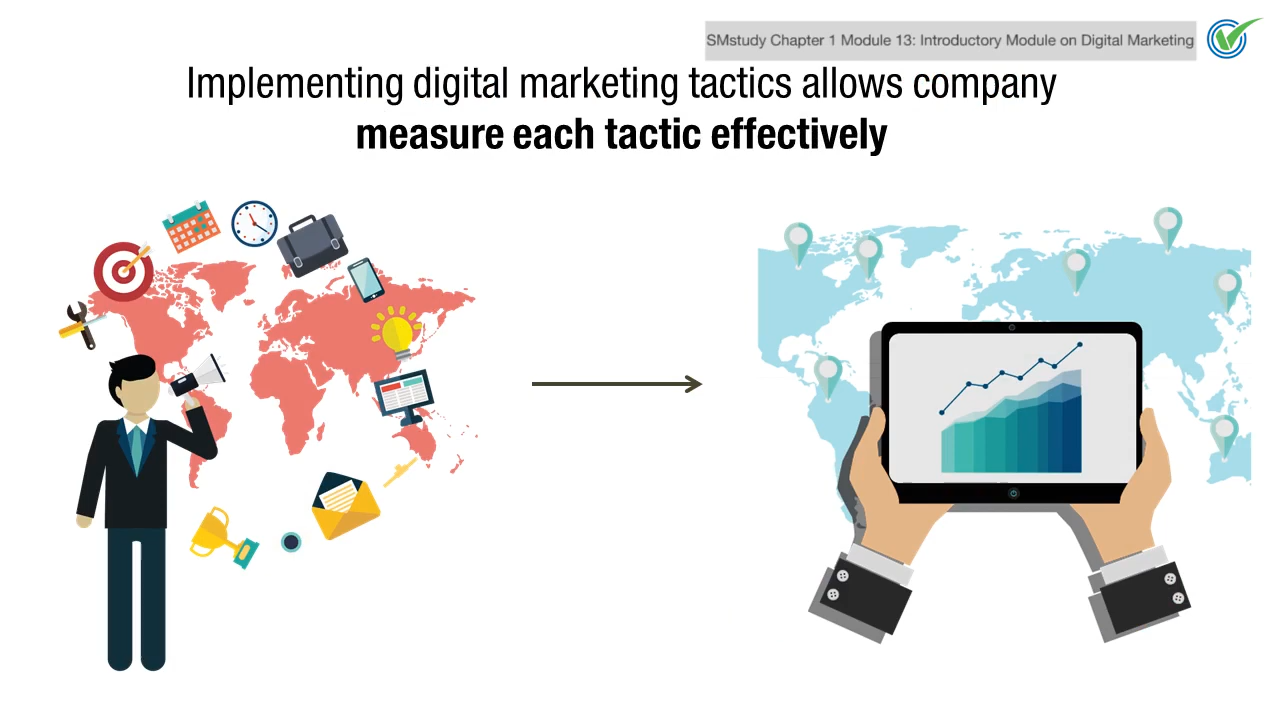 SMstudy Chapter 1 Module 13: Introductory Module on Digital Marketing
Implementing digital marketing tactics allows company
measure each tactic effectively